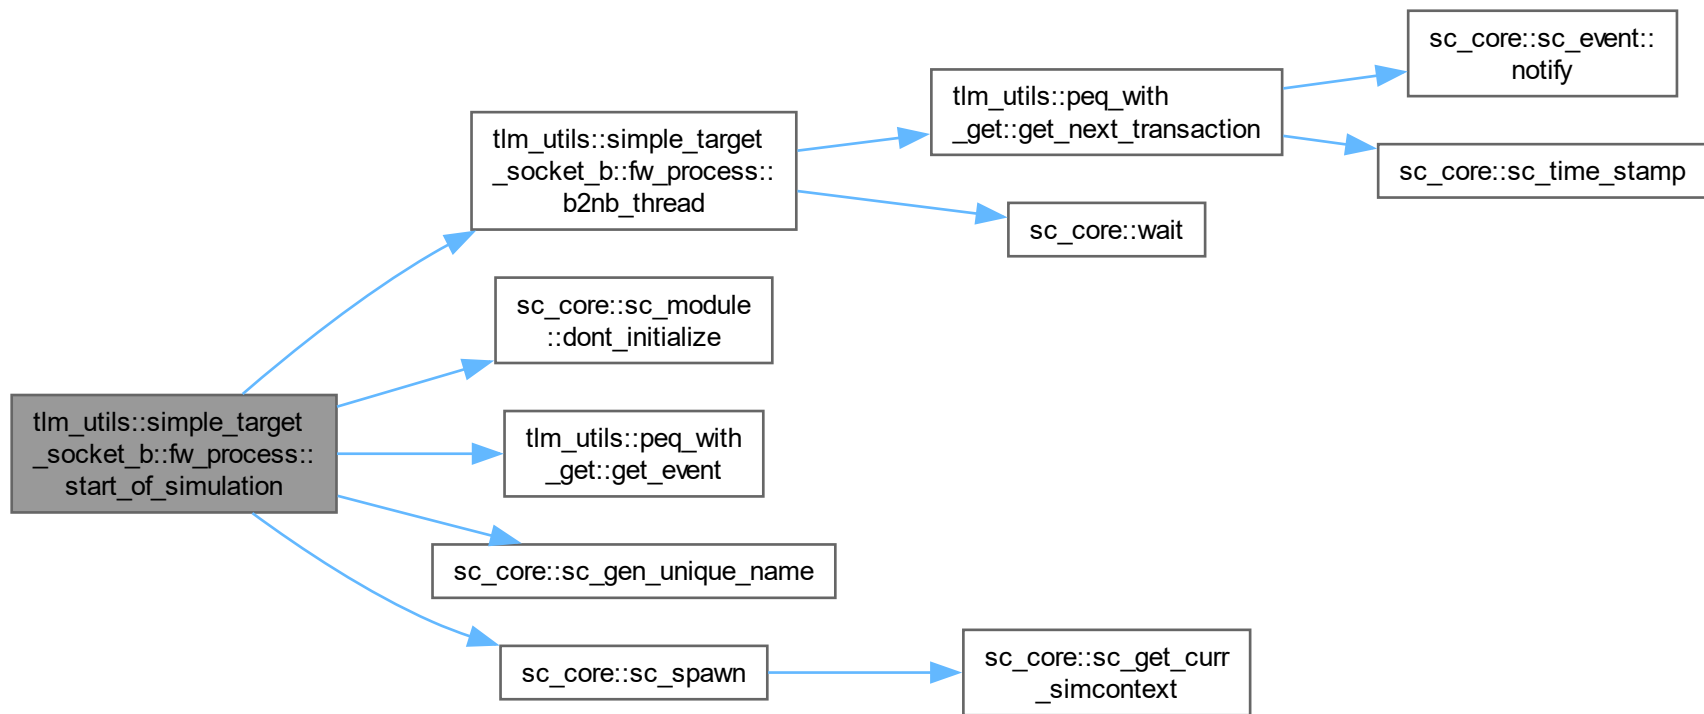 tlm_utils::simple_target
_socket_b::fw_process::
start_of_simulation
tlm_utils::simple_target
_socket_b::fw_process::
b2nb_thread
tlm_utils::peq_with
_get::get_next_transaction
sc_core::sc_event::
notify
sc_core::sc_time_stamp
sc_core::wait
sc_core::sc_module
::dont_initialize
tlm_utils::peq_with
_get::get_event
sc_core::sc_gen_unique_name
sc_core::sc_spawn
sc_core::sc_get_curr
_simcontext